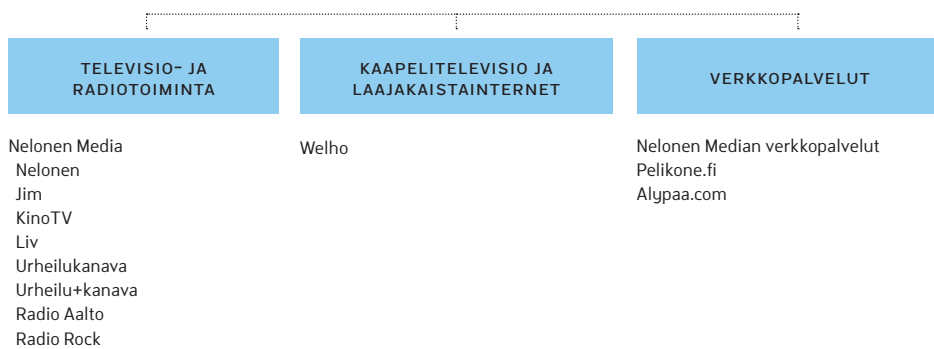 TELEVISIO- JA
RADIOTOIMINTA
KAAPELITELEVISIO JA
LAAJAKAISTAINTERNET
VERKKOPALVELUT
Nelonen Media
Nelonen
Jim
KinoTV
Liv
Urheilukanava
Urheilu+kanava
Radio Aalto
Radio Rock
Welho
Nelonen Median verkkopalvelut
Pelikone.fi
Alypaa.com